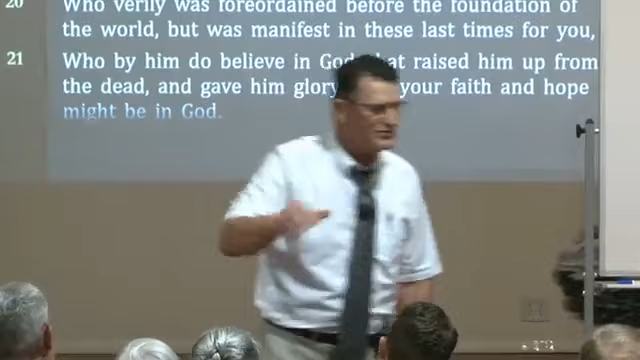 20 Who verily was foreordained before the foundation of
the world, but was manifest in these last times for you,
21 Who by him do believe in God, that raised him up from
the dead, and gave him glory; your faith and hope
might be in God.